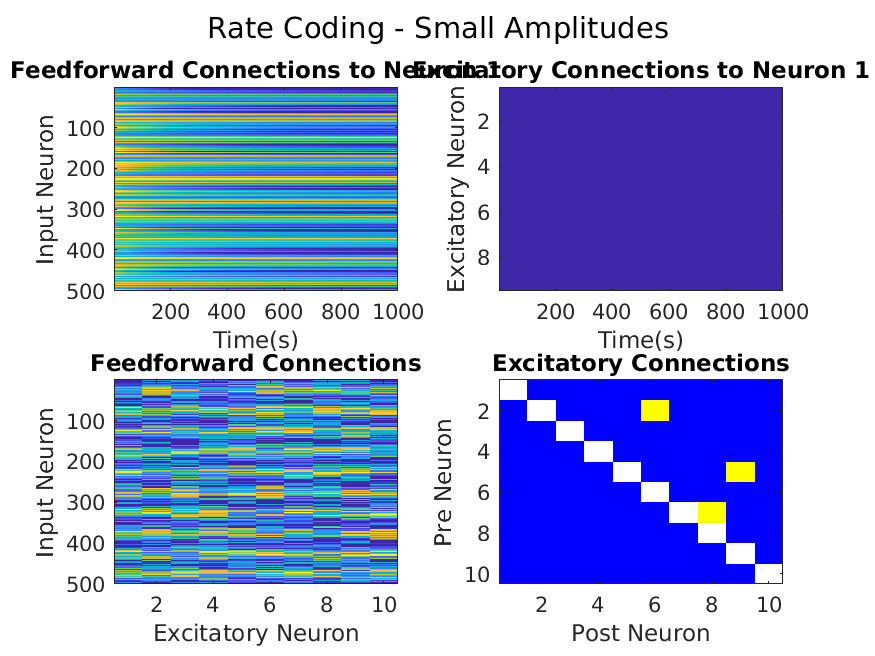 Rate Coding - Small Amplitudes
Feedforward Connections to Neuron 1
Excitatory Connections to Neuron 1
Input Neuron
100
200
300
400
500
200 400 600 800 1000
Time(s)
Excitatory Neuron
2
4
6
8
200 400 600 800 1000
Time(s)
Feedforward Connections
Input Neuron
100
200
300
400
500
2 4 6 8 10
Excitatory Neuron
Excitatory Connections
Pre Neuron
2
4
6
8
10
2 4 6 8 10
Post Neuron